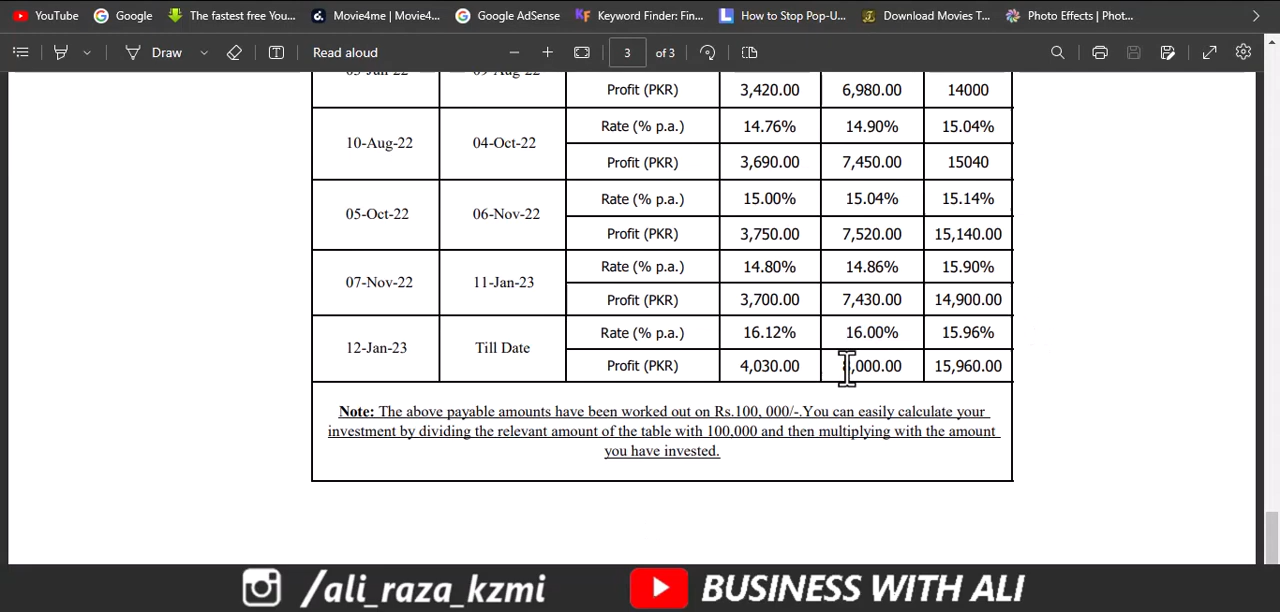 YouTube Google The fastest free You... Movie4me | Movie4... Google AdSense Keyword Finder: Fin... How to Stop Pop-U... Download Movies T... Photo Effects | Phot...
Draw Read aloud 3 of 3
Profit (PKR) 3,420.00 6,980.00 14000
10-Aug-22 04-Oct-22 Rate (% p.a.) 14.76% 14.90% 15.04%
Profit (PKR) 3,690.00 7,450.00 15040
05-Oct-22 06-Nov-22 Rate (% p.a.) 15.00% 15.04% 15.14%
Profit (PKR) 3,750.00 7,520.00 15,140.00
07-Nov-22 11-Jan-23 Rate (% p.a.) 14.80% 14.86% 15.90%
Profit (PKR) 3,700.00 7,430.00 14,900.00
12-Jan-23 Till Date Rate (% p.a.) 16.12% 16.00% 15.96%
Profit (PKR) 4,030.00 8,000.00 15,960.00
Note: The above payable amounts have been worked out on Rs.100, 000/-.You can easily calculate your
investment by dividing the relevant amount of the table with 100,000 and then multiplying with the amount
you have invested.
/ali_raza_kzmi BUSINESS WITH ALI